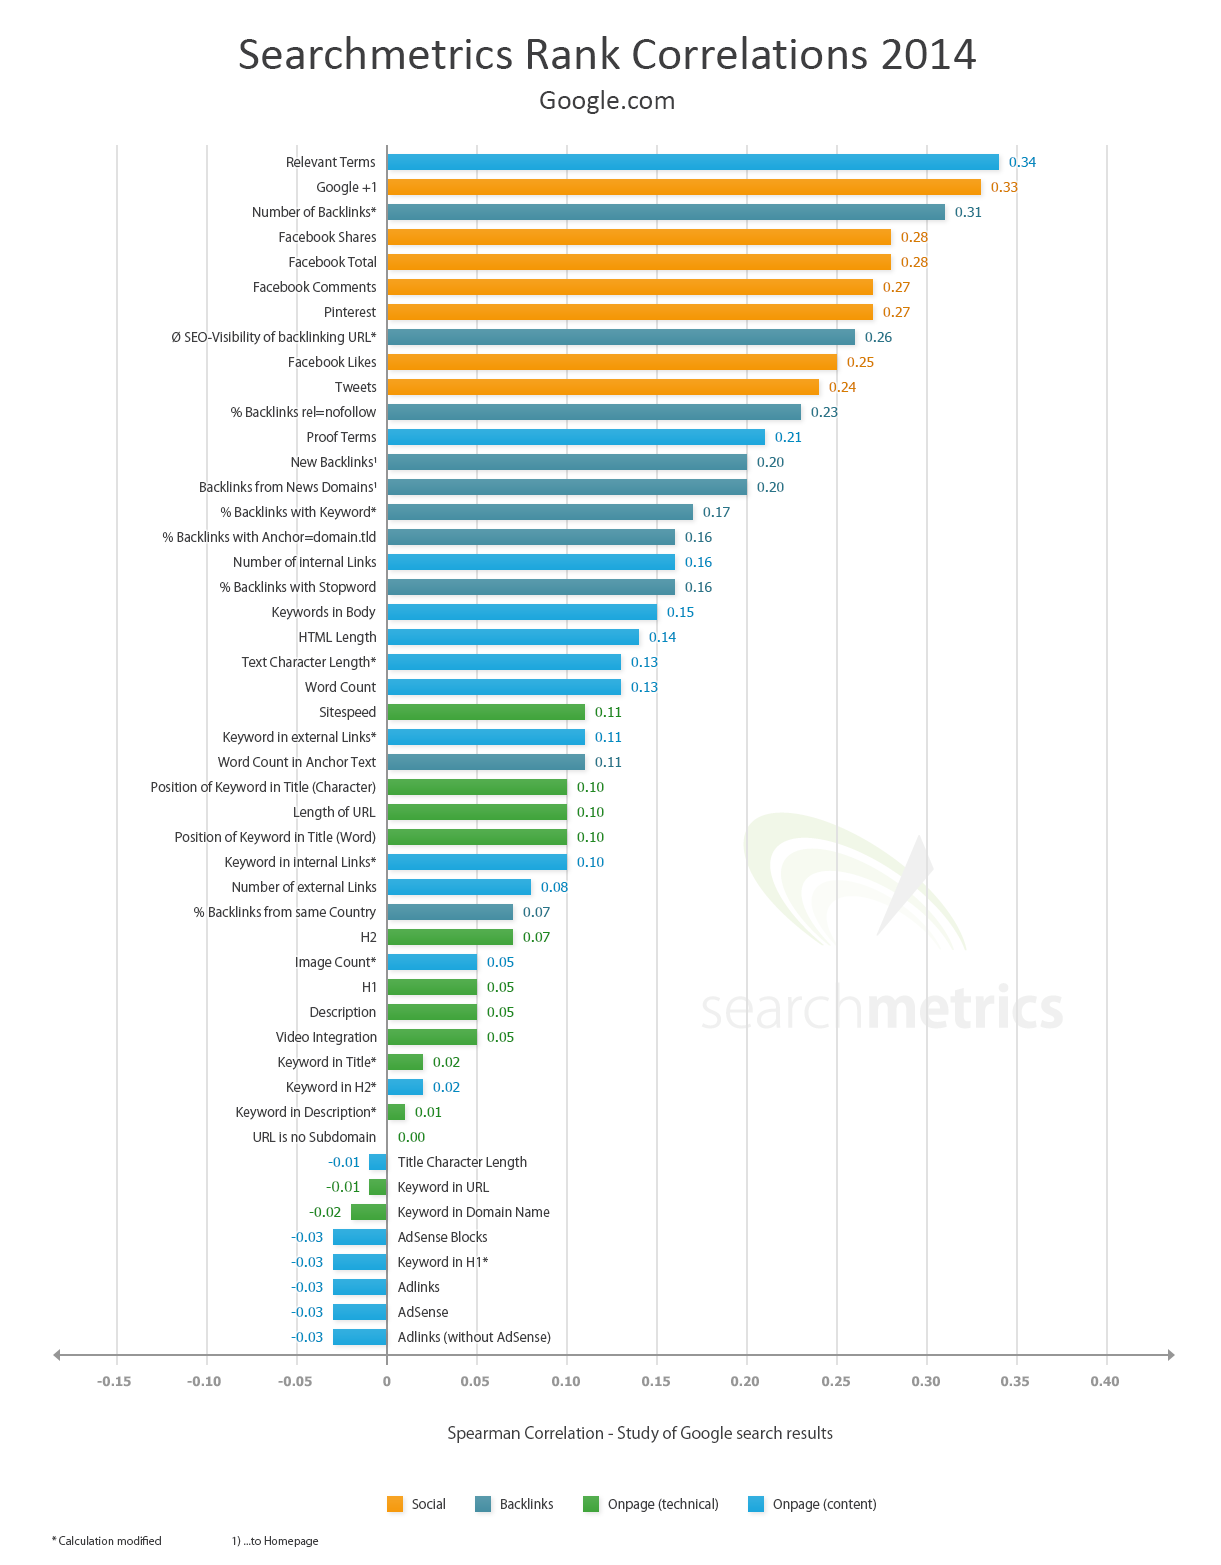 Searchmetrics Rank Correlations 2014
Google.com
Relevant Terms 0.34
Google +1 0.33
Number of Backlinks* 0.31
Facebook Shares 0.28
Facebook Total 0.28
Facebook Comments 0.27
Pinterest 0.27
Ø SEO-Visibility of backlinking URL* 0.26
Facebook Likes 0.25
Tweets 0.24
% Backlinks rel=nofollow 0.23
Proof Terms 0.21
New Backlinks¹ 0.20
Backlinks from News Domains¹ 0.20
% Backlinks with Keyword* 0.17
% Backlinks with Anchor=domain.tld 0.16
Number of internal Links 0.16
% Backlinks with Stopword 0.16
Keywords in Body 0.15
HTML Length 0.14
Text Character Length* 0.13
Word Count 0.13
Sitespeed 0.11
Keyword in external Links* 0.11
Word Count in Anchor Text 0.11
Position of Keyword in Title (Character) 0.10
Length of URL 0.10
Position of Keyword in Title (Word) 0.10
Keyword in internal Links* 0.10
Number of external Links 0.08
% Backlinks from same Country 0.07
H2 0.07
Image Count* 0.05
H1 0.05
Description 0.05
Video Integration 0.05
Keyword in Title* 0.02
Keyword in H2* 0.02
Keyword in Description* 0.01
URL is no Subdomain 0.00
-0.01 Title Character Length
-0.01 Keyword in URL
-0.02 Keyword in Domain Name
-0.03 AdSense Blocks
-0.03 Keyword in H1*
-0.03 Adlinks
-0.03 AdSense
-0.03 Adlinks (without AdSense)
searchmetrics
-0.15 -0.10 -0.05 0 0.05 0.10 0.15 0.20 0.25 0.30 0.35 0.40
Spearman Correlation - Study of Google search results
Social Backlinks Onpage (technical) Onpage (content)
* Calculation modified 1) ...to Homepage